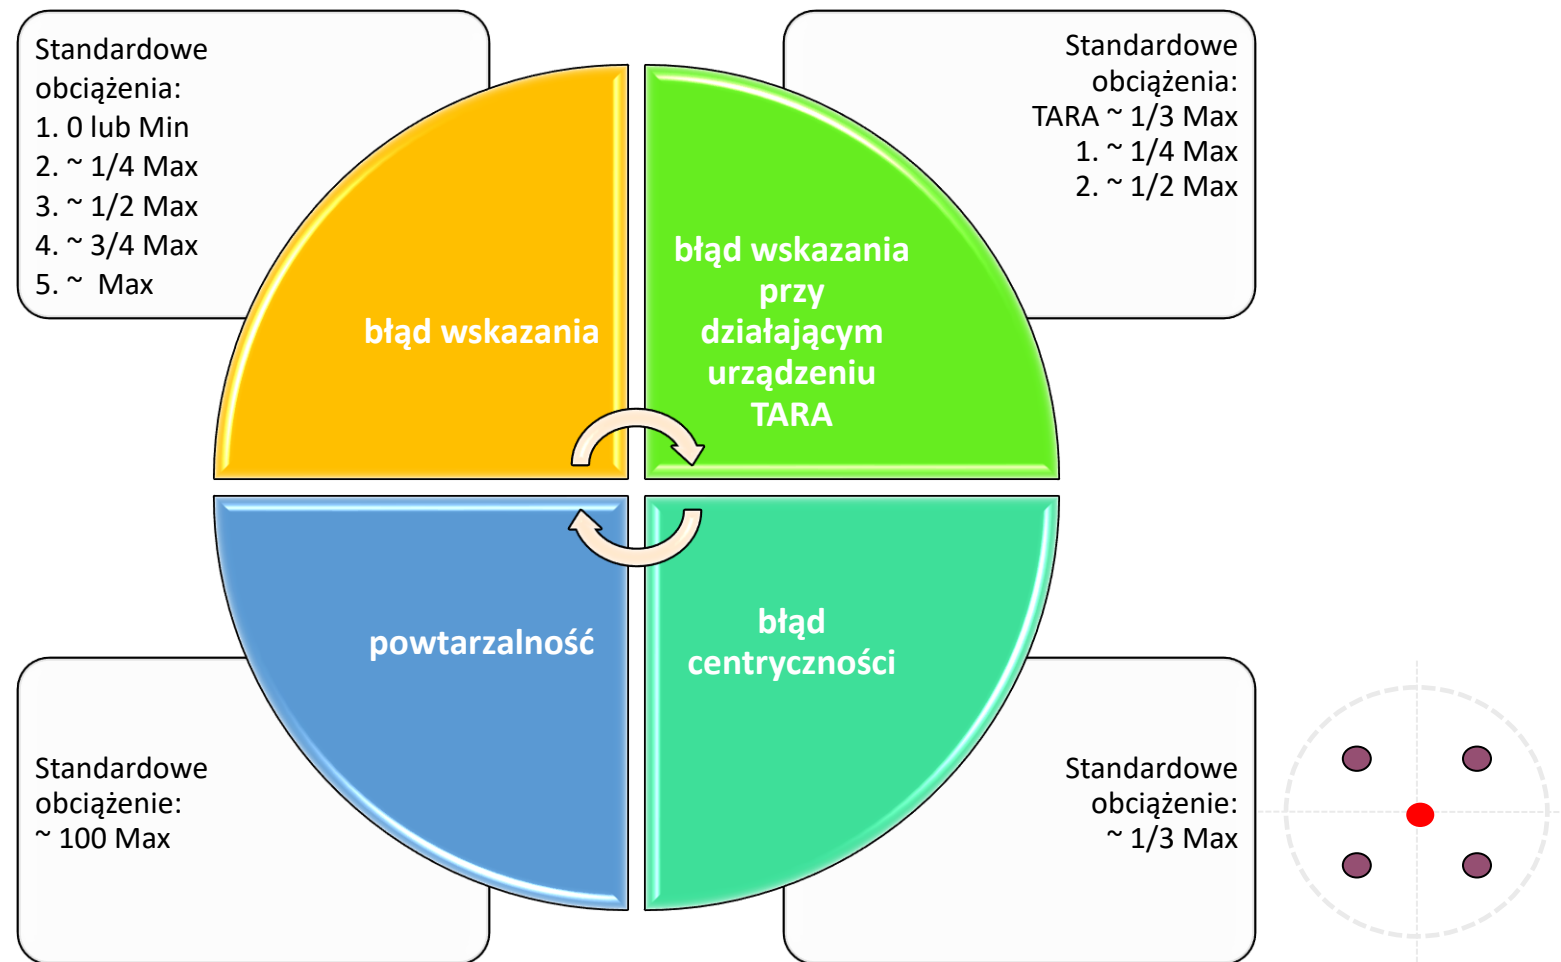 Standardowe
obciążenia:
1. 0 lub Min
2. ~ 1/4 Max
3. ~ 1/2 Max
4. ~ 3/4 Max
5. ~  Max
Standardowe
obciążenia:
TARA ~ 1/3 Max
1. ~ 1/4 Max
2. ~ 1/2 Max
błąd wskazania
błąd wskazania
przy
działającym
urządzeniu
TARA
powtarzalność
błąd
centryczności
Standardowe
obciążenie:
~ 100 Max
Standardowe
obciążenie:
~ 1/3 Max